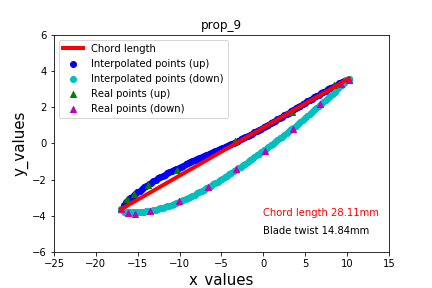 prop_9
Chord length
Interpolated points (up)
Interpolated points (down)
Real points (up)
Real points (down)
6
4
2
0
−2
−4
−6
y_values
Chord length 28.11mm
Blade twist 14.84mm
−25 −20 −15 −10 −5 0 5 10 15
x_values